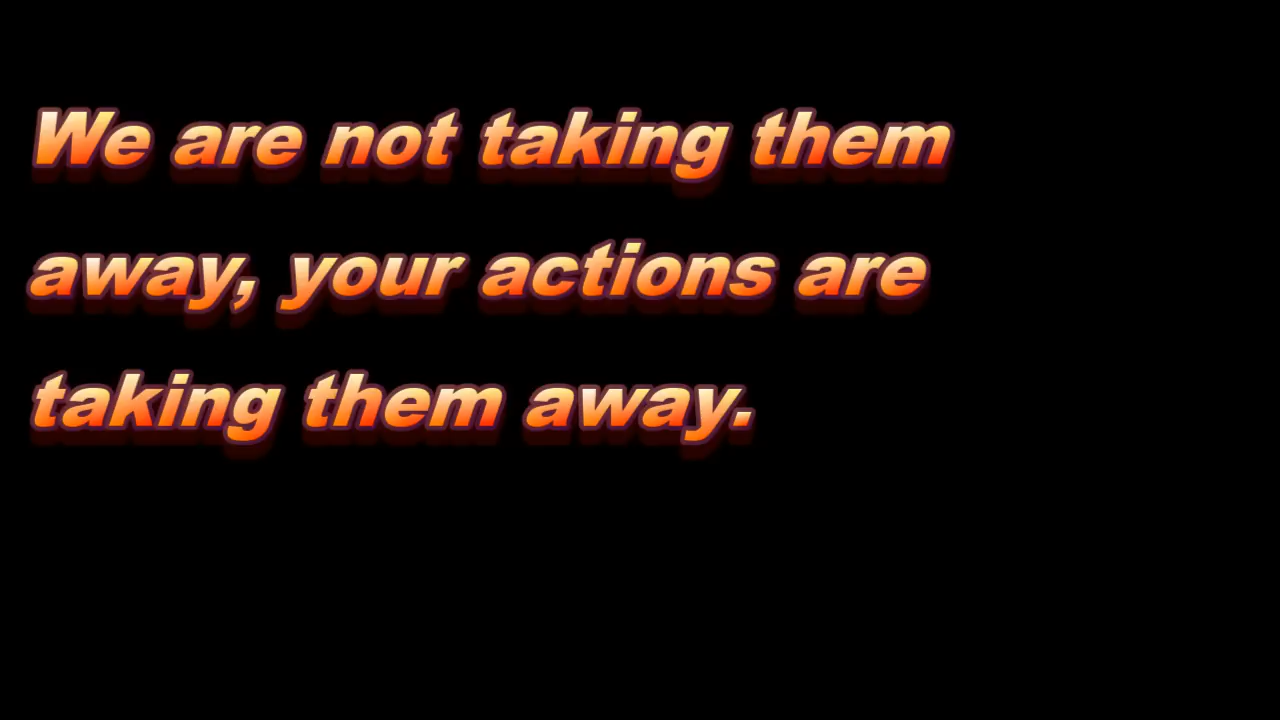 We are not taking them
away, your actions are
taking them away.